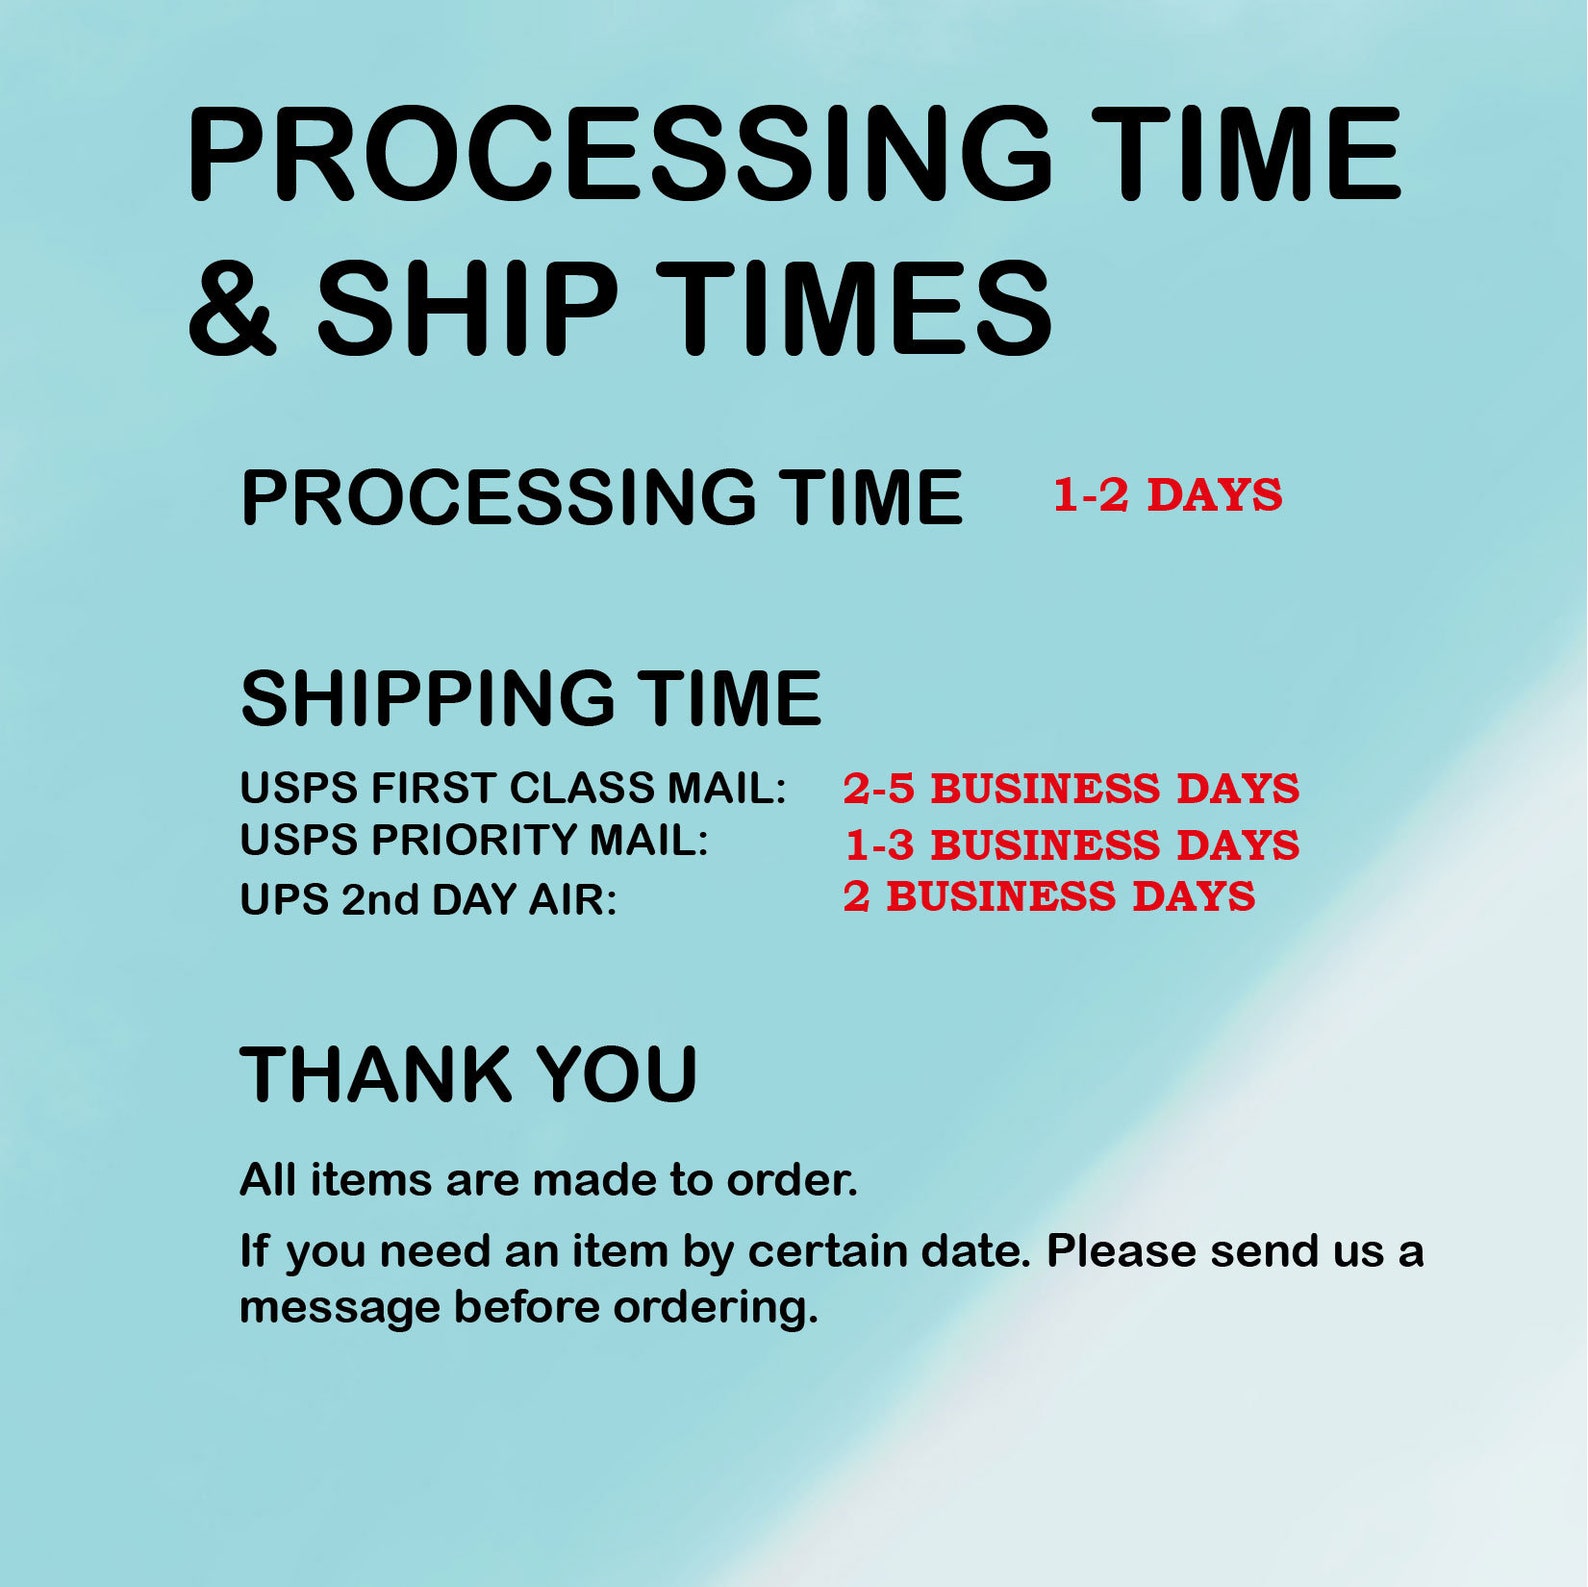 PROCESSING TIME
& SHIP TIMES
PROCESSING TIME 1-2 DAYS
SHIPPING TIME
USPS FIRST CLASS MAIL: 2-5 BUSINESS DAYS
USPS PRIORITY MAIL: 1-3 BUSINESS DAYS
UPS 2nd DAY AIR: 2 BUSINESS DAYS
THANK YOU
All items are made to order.
If you need an item by certain date. Please send us a
message before ordering.